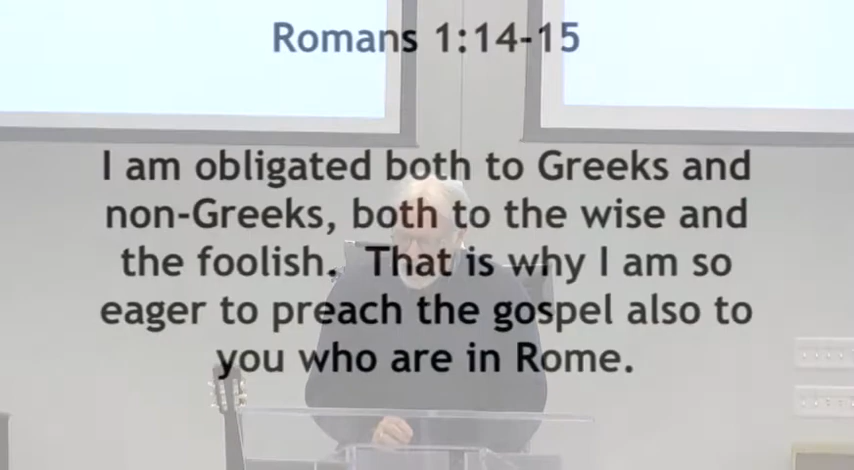 Romans 1:14-15
I am obligated both to Greeks and
non-Greeks, both to the wise and
the foolish.  That is why I am so
eager to preach the gospel also to
you who are in Rome.